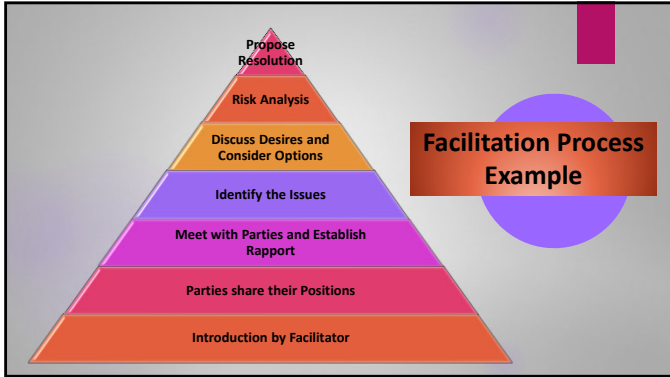 Propose
Resolution
Risk Analysis
Discuss Desires and
Consider Options
Identify the Issues
Meet with Parties and Establish
Rapport
Parties share their Positions
Introduction by Facilitator
Facilitation Process
Example